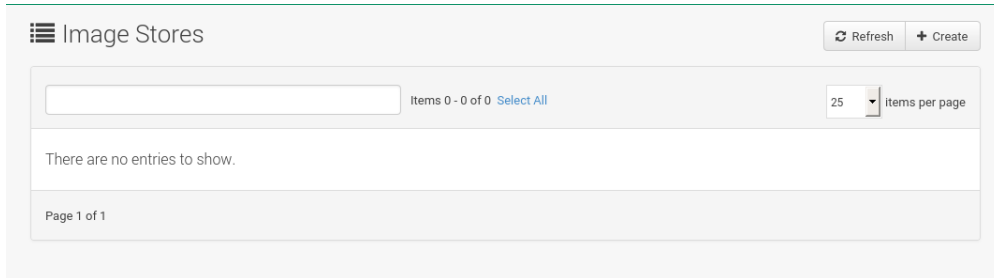 Image Stores
Refresh
Create
Items 0 - 0 of 0 Select All
25 items per page
There are no entries to show.
Page 1 of 1